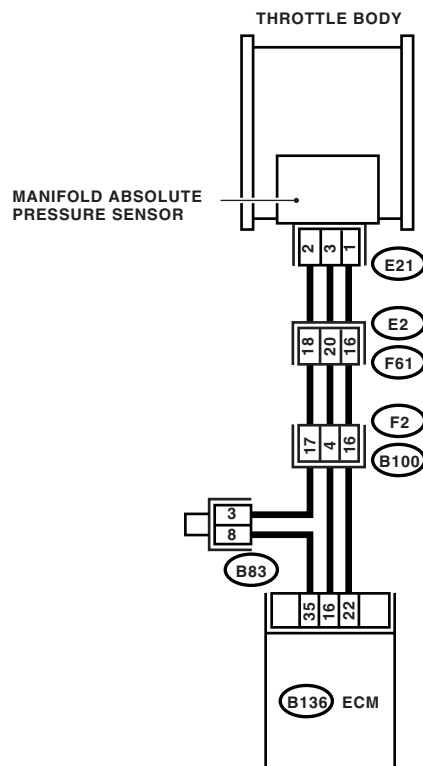 THROTTLE BODY
MANIFOLD ABSOLUTE
PRESSURE SENSOR
2 3 1
E21
E2
18 20 16
F61
F2
17 4 16
B100
3
8
B83
35 16 22
B136 ECM